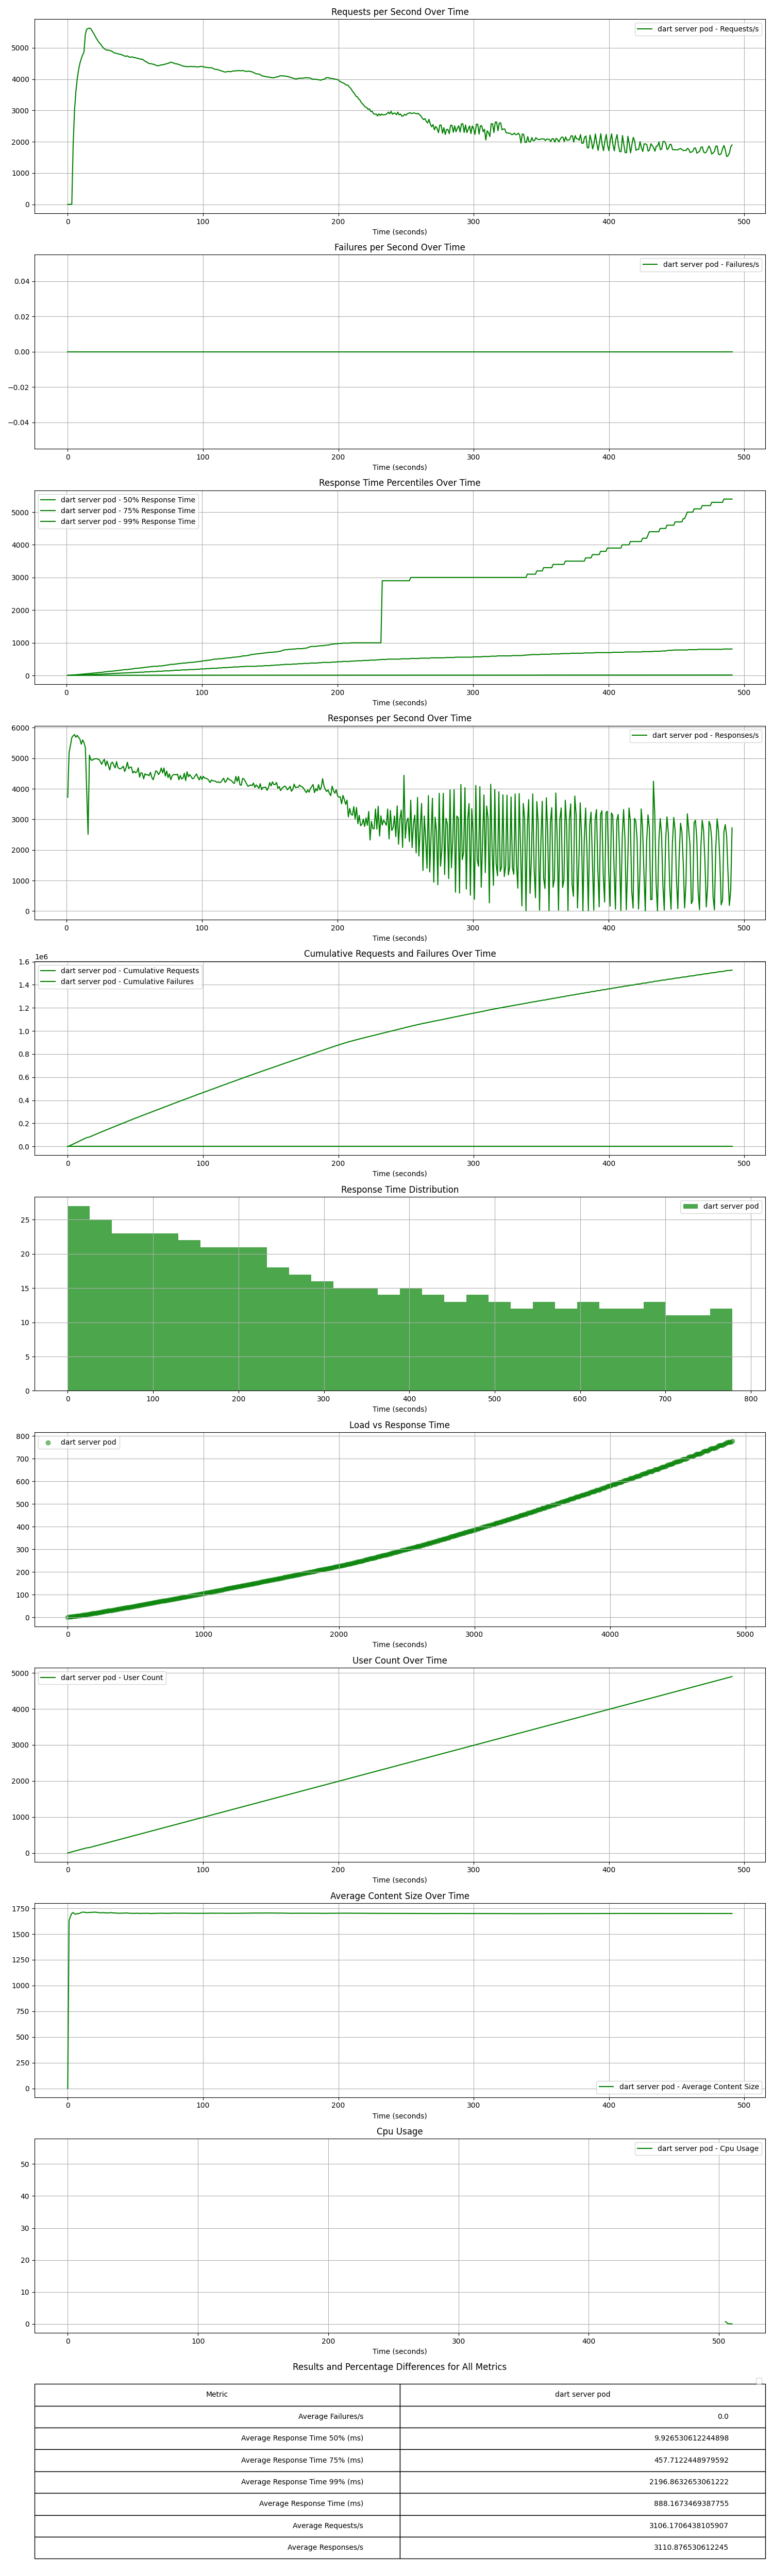 Requests per Second Over Time
dart server pod - Requests/s
5000
4000
3000
2000
1000
0
0 100 200 300 400 500
Time (seconds)
Failures per Second Over Time
dart server pod - Failures/s
0.04
0.02
0.00
−0.02
−0.04
0 100 200 300 400 500
Time (seconds)
Response Time Percentiles Over Time
dart server pod - 50% Response Time
dart server pod - 75% Response Time
dart server pod - 99% Response Time
5000
4000
3000
2000
1000
0
0 100 200 300 400 500
Time (seconds)
Responses per Second Over Time
dart server pod - Responses/s
6000
5000
4000
3000
2000
1000
0
0 100 200 300 400 500
Time (seconds)
Cumulative Requests and Failures Over Time
1e6
dart server pod - Cumulative Requests
dart server pod - Cumulative Failures
1.6
1.4
1.2
1.0
0.8
0.6
0.4
0.2
0.0
0 100 200 300 400 500
Time (seconds)
Response Time Distribution
dart server pod
25
20
15
10
5
0
0 100 200 300 400 500 600 700 800
Time (seconds)
Load vs Response Time
dart server pod
800
700
600
500
400
300
200
100
0
0 1000 2000 3000 4000 5000
Time (seconds)
User Count Over Time
dart server pod - User Count
5000
4000
3000
2000
1000
0
0 100 200 300 400 500
Time (seconds)
Average Content Size Over Time
1750
1500
1250
1000
750
500
250
0
dart server pod - Average Content Size
0 100 200 300 400 500
Time (seconds)
Cpu Usage
dart server pod - Cpu Usage
50
40
30
20
10
0
0 100 200 300 400 500
Time (seconds)
Results and Percentage Differences for All Metrics
Metric dart server pod
Average Failures/s 0.0
Average Response Time 50% (ms) 9.926530612244898
Average Response Time 75% (ms) 457.7122448979592
Average Response Time 99% (ms) 2196.8632653061222
Average Response Time (ms) 888.1673469387755
Average Requests/s 3106.1706438105907
Average Responses/s 3110.876530612245